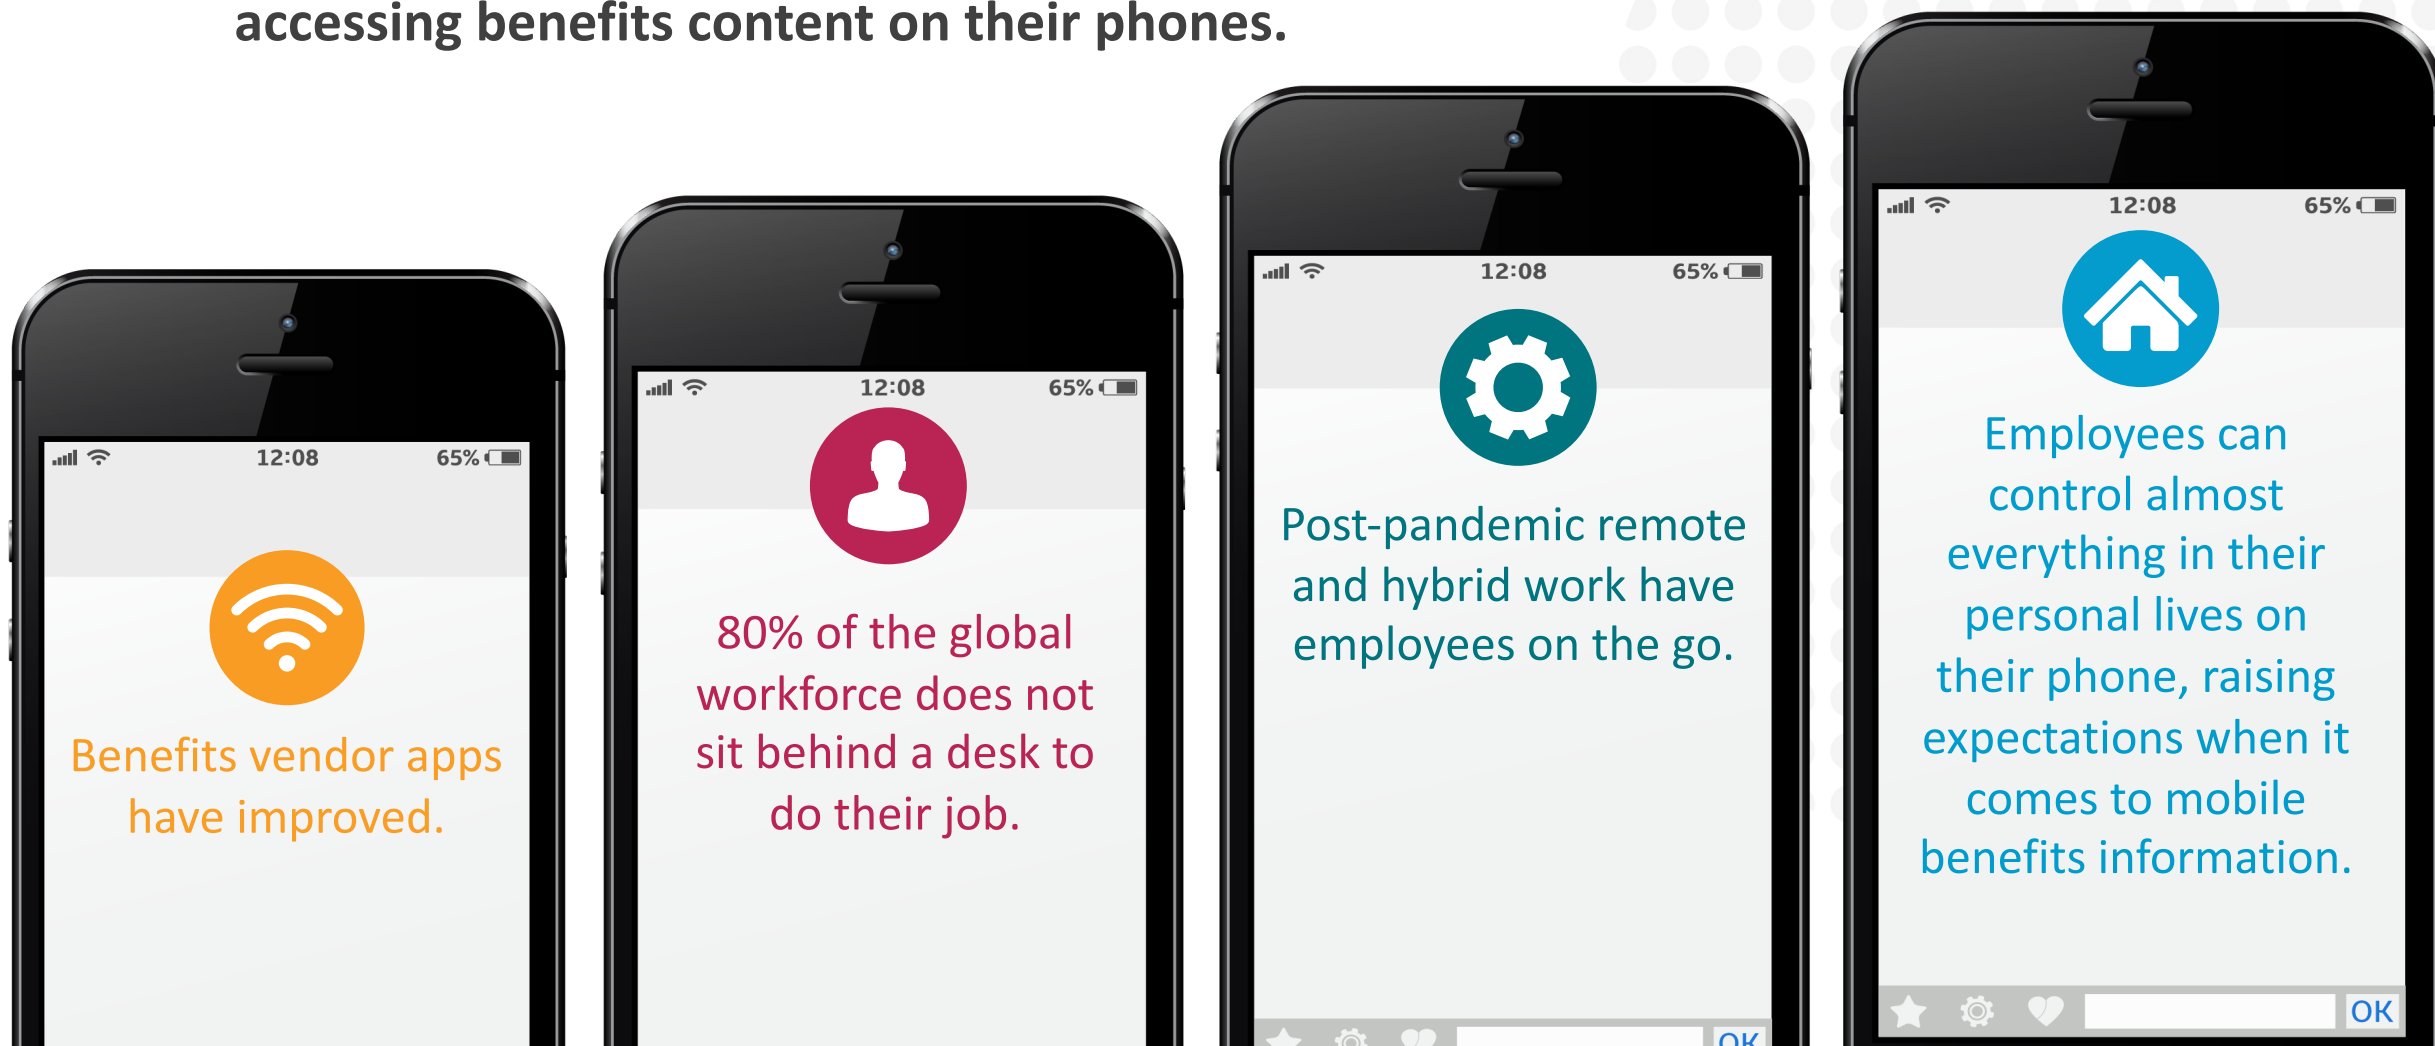 accessing benefits content on their phones.
12:08 65%
Benefits vendor apps
have improved.
12:08 65%
80% of the global
workforce does not
sit behind a desk to
do their job.
12:08 65%
Post-pandemic remote
and hybrid work have
employees on the go.
OK
12:08 65%
Employees can
control almost
everything in their
personal lives on
their phone, raising
expectations when it
comes to mobile
benefits information.
OK